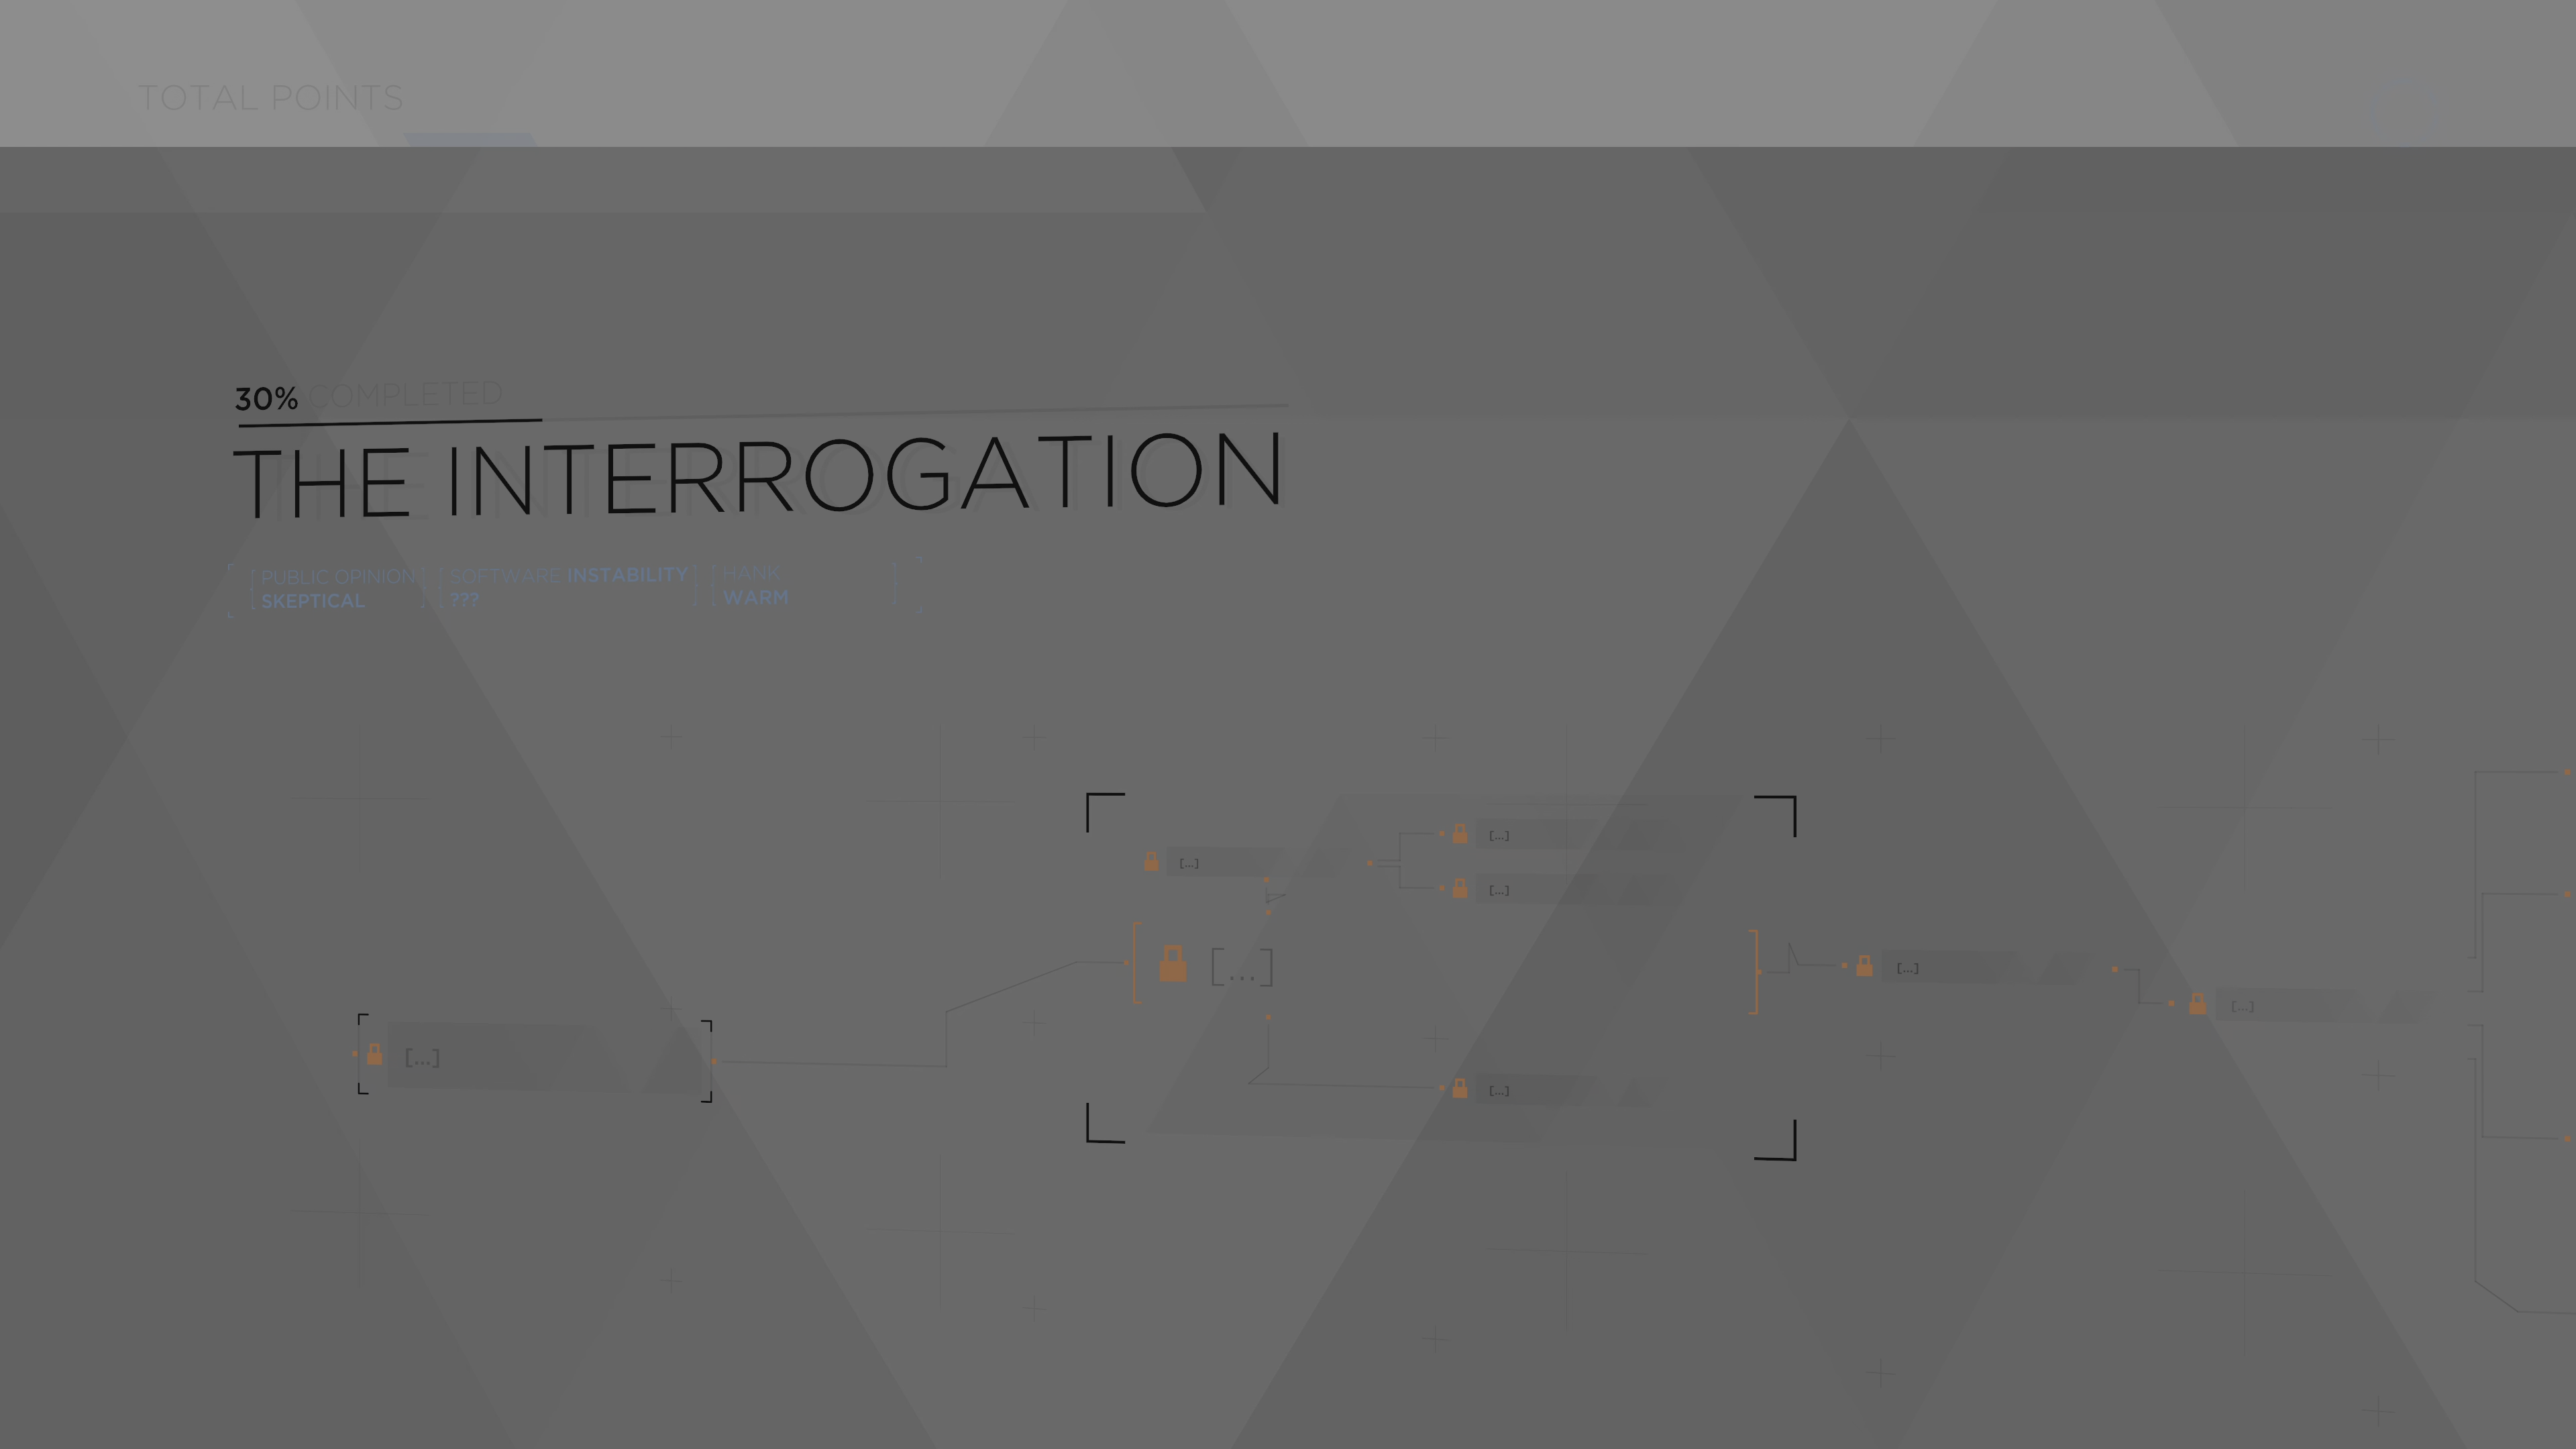 TOTAL POINTS
30% COMPLETED
THE INTERROGATION
PUBLIC OPINION
SKEPTICAL
SOFTWARE INSTABILITY
???
HANK
WARM
[...]
[...]
[...]
[...]
[...]
[...]
[...]
[...]